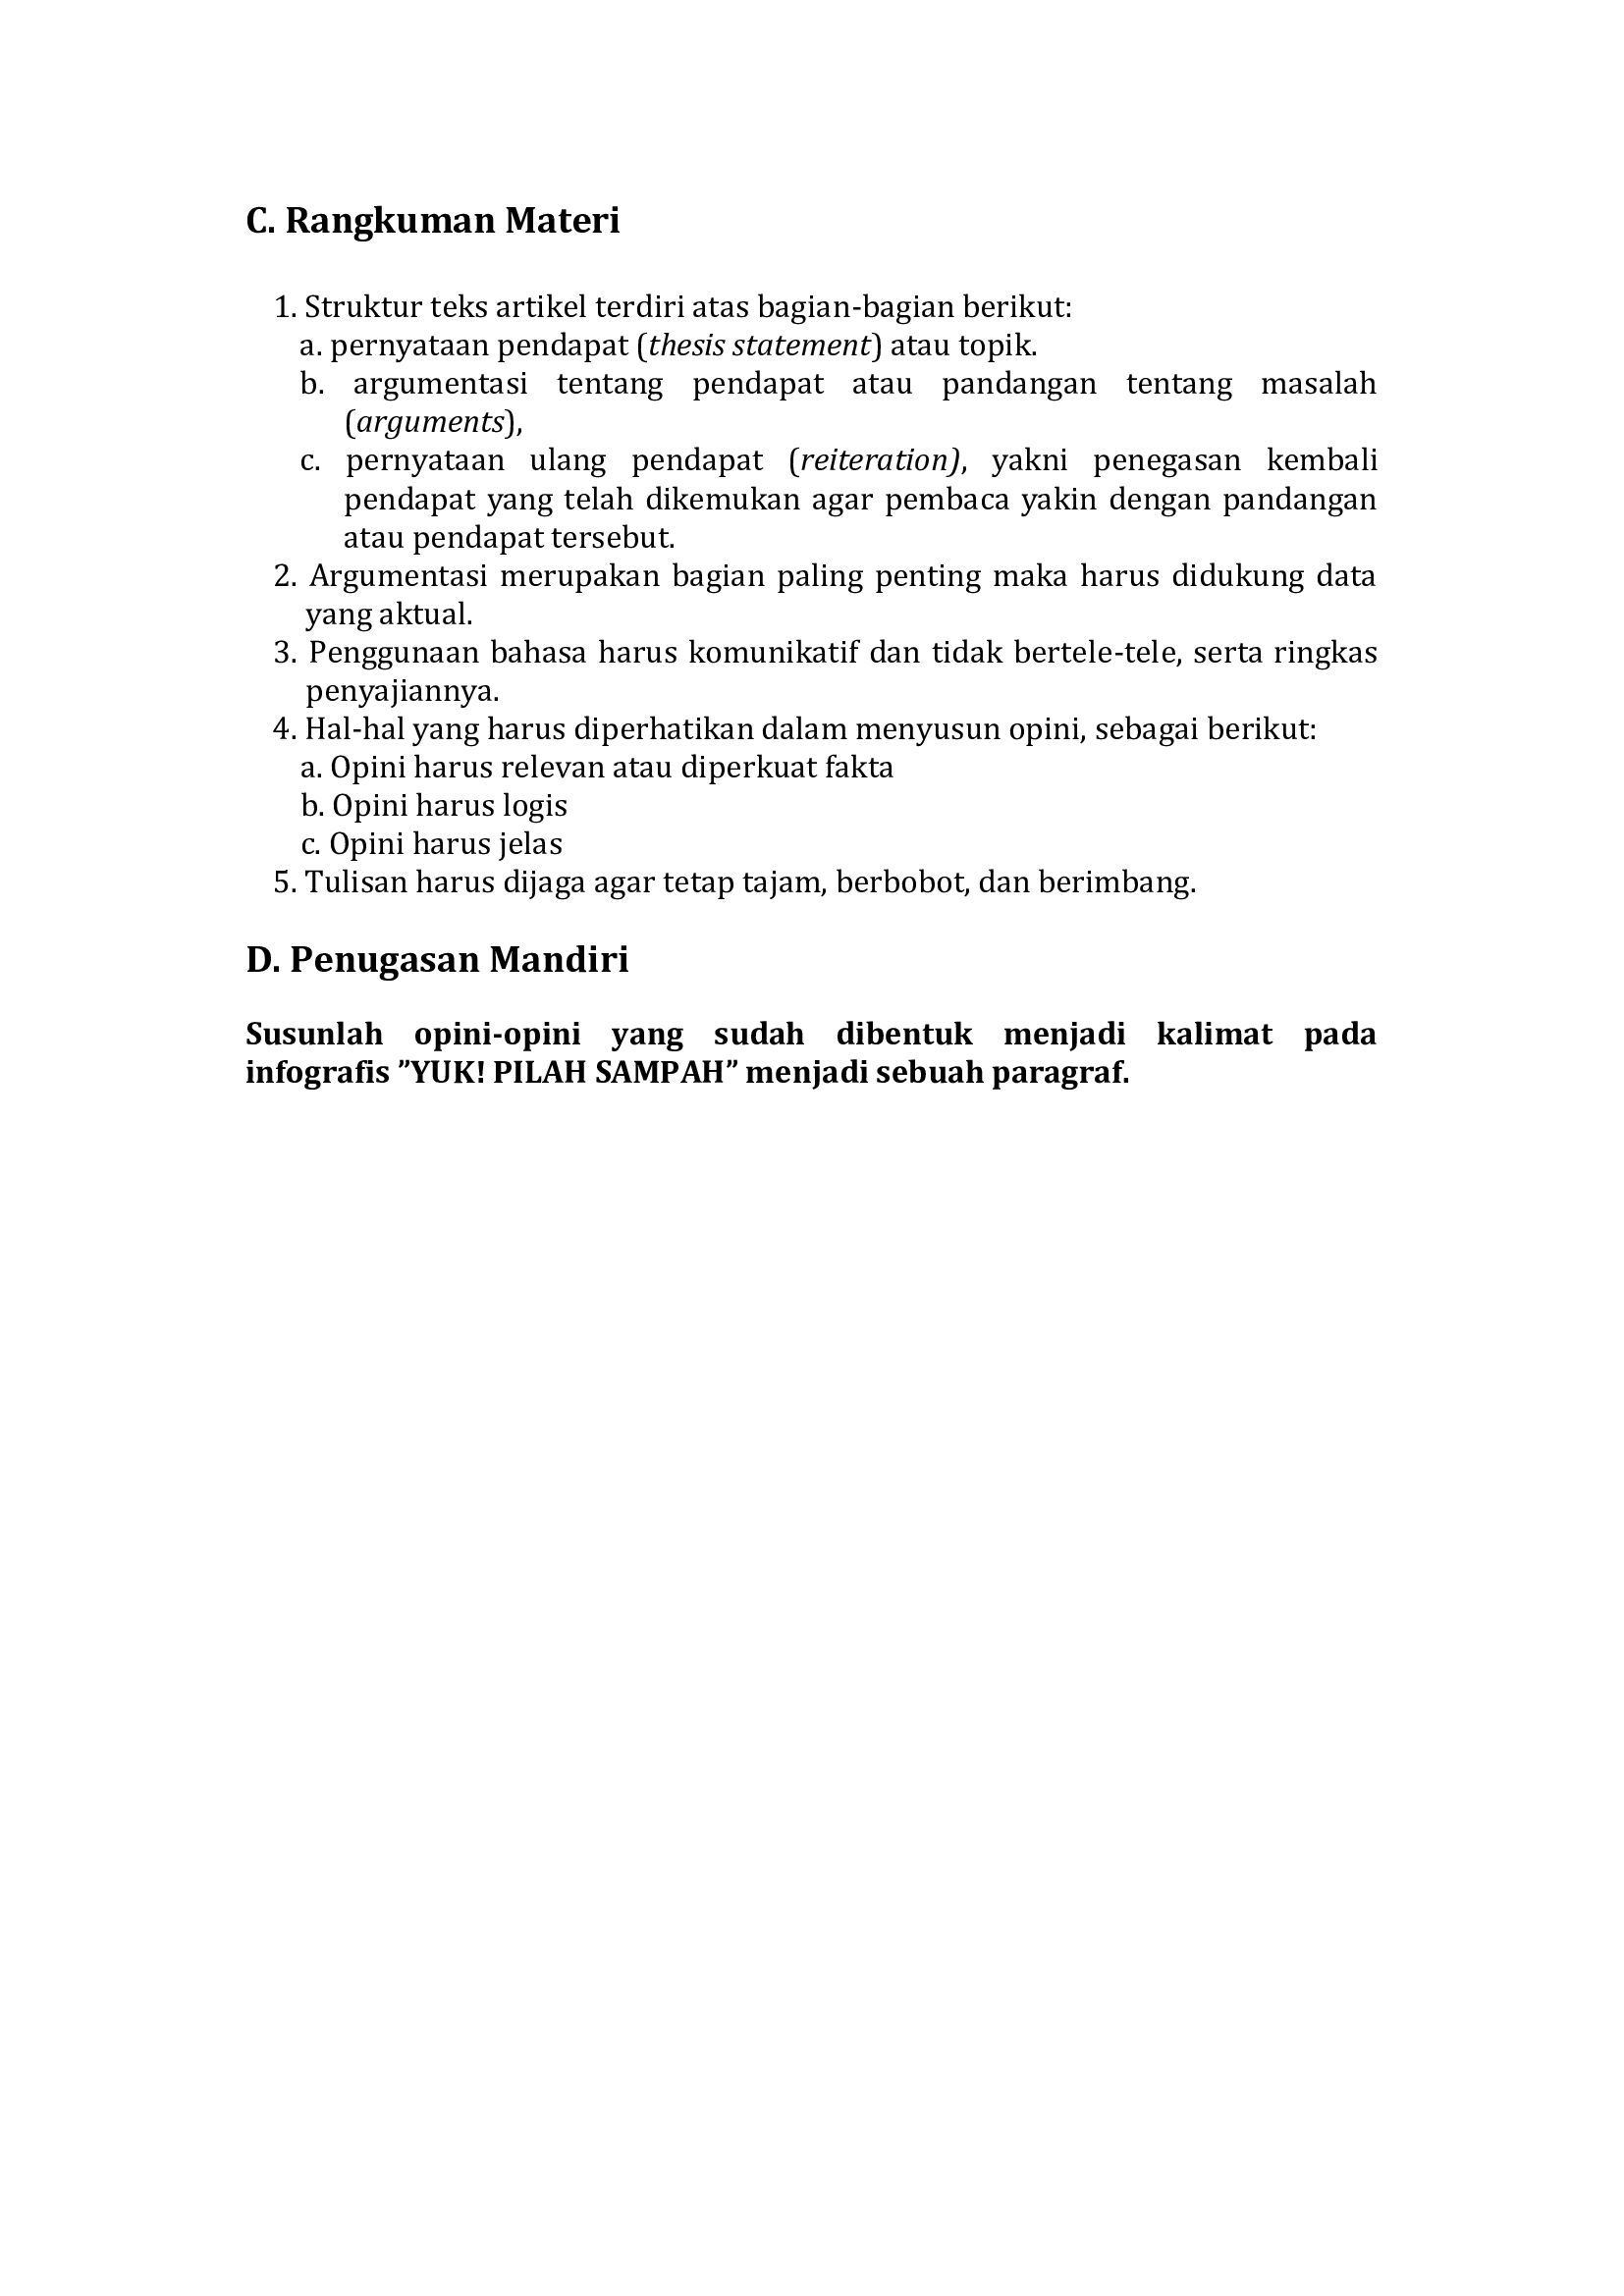 C. Rangkuman Materi
1. Struktur teks artikel terdiri atas bagian-bagian berikut:
a. pernyataan pendapat (thesis statement) atau topik.
b. argumentasi tentang pendapat atau pandangan tentang masalah
(arguments),
c. pernyataan ulang pendapat (reiteration), yakni penegasan kembali
pendapat yang telah dikemukan agar pembaca yakin dengan pandangan
atau pendapat tersebut.
2. Argumentasi merupakan bagian paling penting maka harus didukung data
yang aktual.
3. Penggunaan bahasa harus komunikatif dan tidak bertele-tele, serta ringkas
penyajiannya.
4. Hal-hal yang harus diperhatikan dalam menyusun opini, sebagai berikut:
a. Opini harus relevan atau diperkuat fakta
b. Opini harus logis
c. Opini harus jelas
5. Tulisan harus dijaga agar tetap tajam, berbobot, dan berimbang.
D. Penugasan Mandiri
Susunlah opini-opini yang sudah dibentuk menjadi kalimat pada
infografis ”YUK! PILAH SAMPAH” menjadi sebuah paragraf.